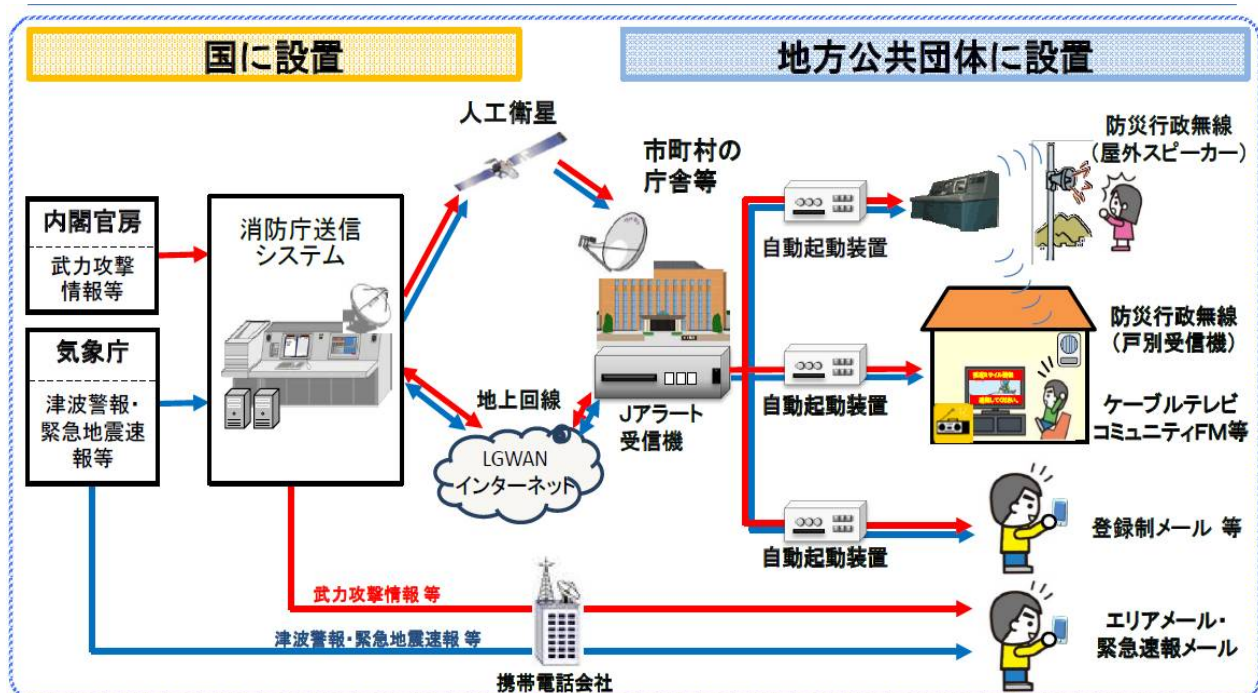 国に設置
地方公共団体に設置
人工衛星
市町村の
庁舎等
防災行政無線
(屋外スピーカー)
内閣官房
武力攻撃
情報等
消防庁送信
システム
自動起動装置
気象庁
津波警報・
緊急地震速
報等
地上回線
LGWAN
インターネット
Jアラート
受信機
自動起動装置
防災行政無線
(戸別受信機)
ケーブルテレビ
コミュニティFM等
自動起動装置
登録制メール 等
武力攻撃情報 等
津波警報・緊急地震速報 等
携帯電話会社
エリアメール・
緊急速報メール